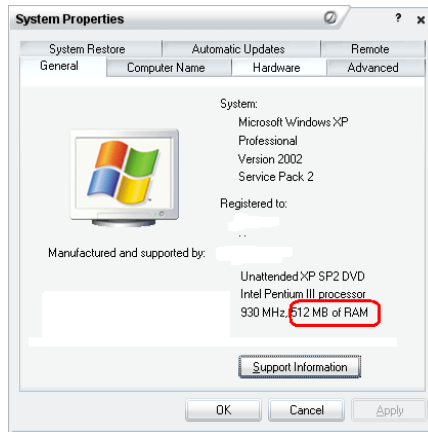 System Properties
System Restore Automatic Updates Remote
General Computer Name Hardware Advanced
System:
Microsoft Windows XP
Professional
Version 2002
Service Pack 2
Registered to:
. .
Manufactured and supported by:
Unattended XP SP2 DVD
Intel Pentium III processor
930 MHz, 512 MB of RAM
Support Information
OK Cancel Apply